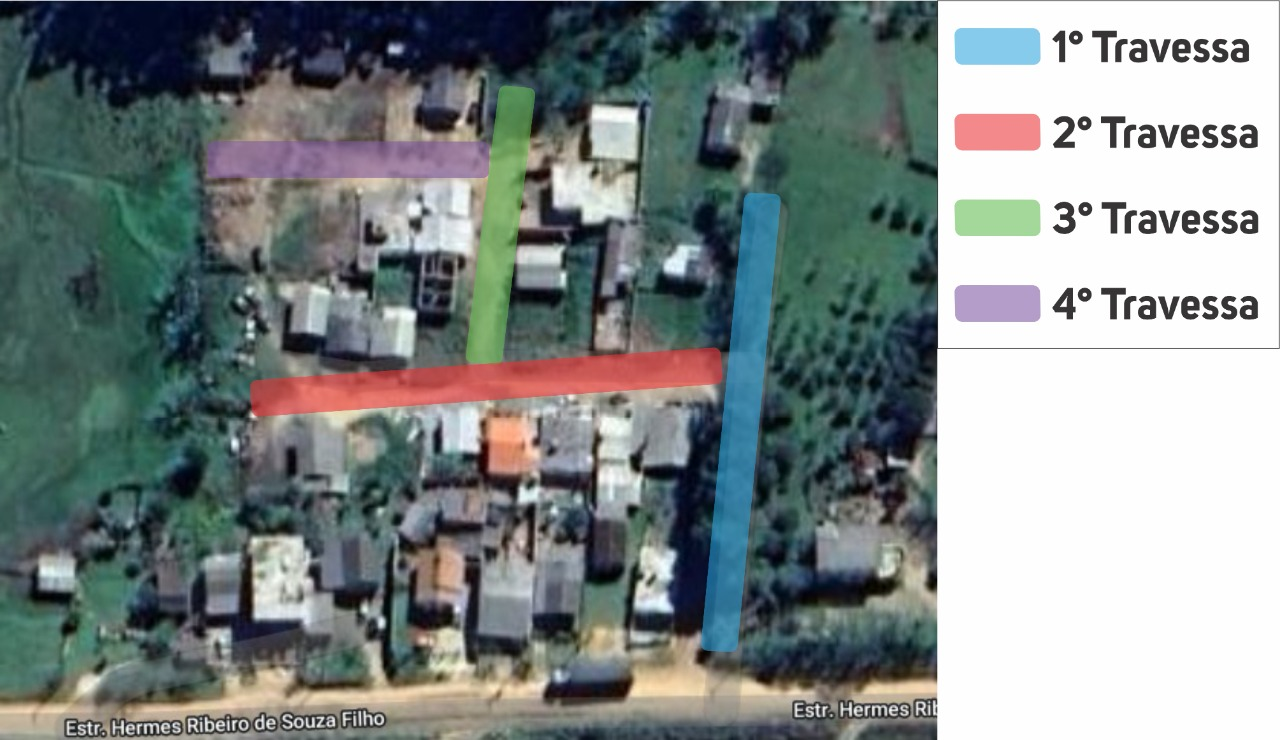 1° Travessa
2° Travessa
3° Travessa
4° Travessa
Estr. Hermes Ribeiro de Souza Filho
Estr. Hermes Rib